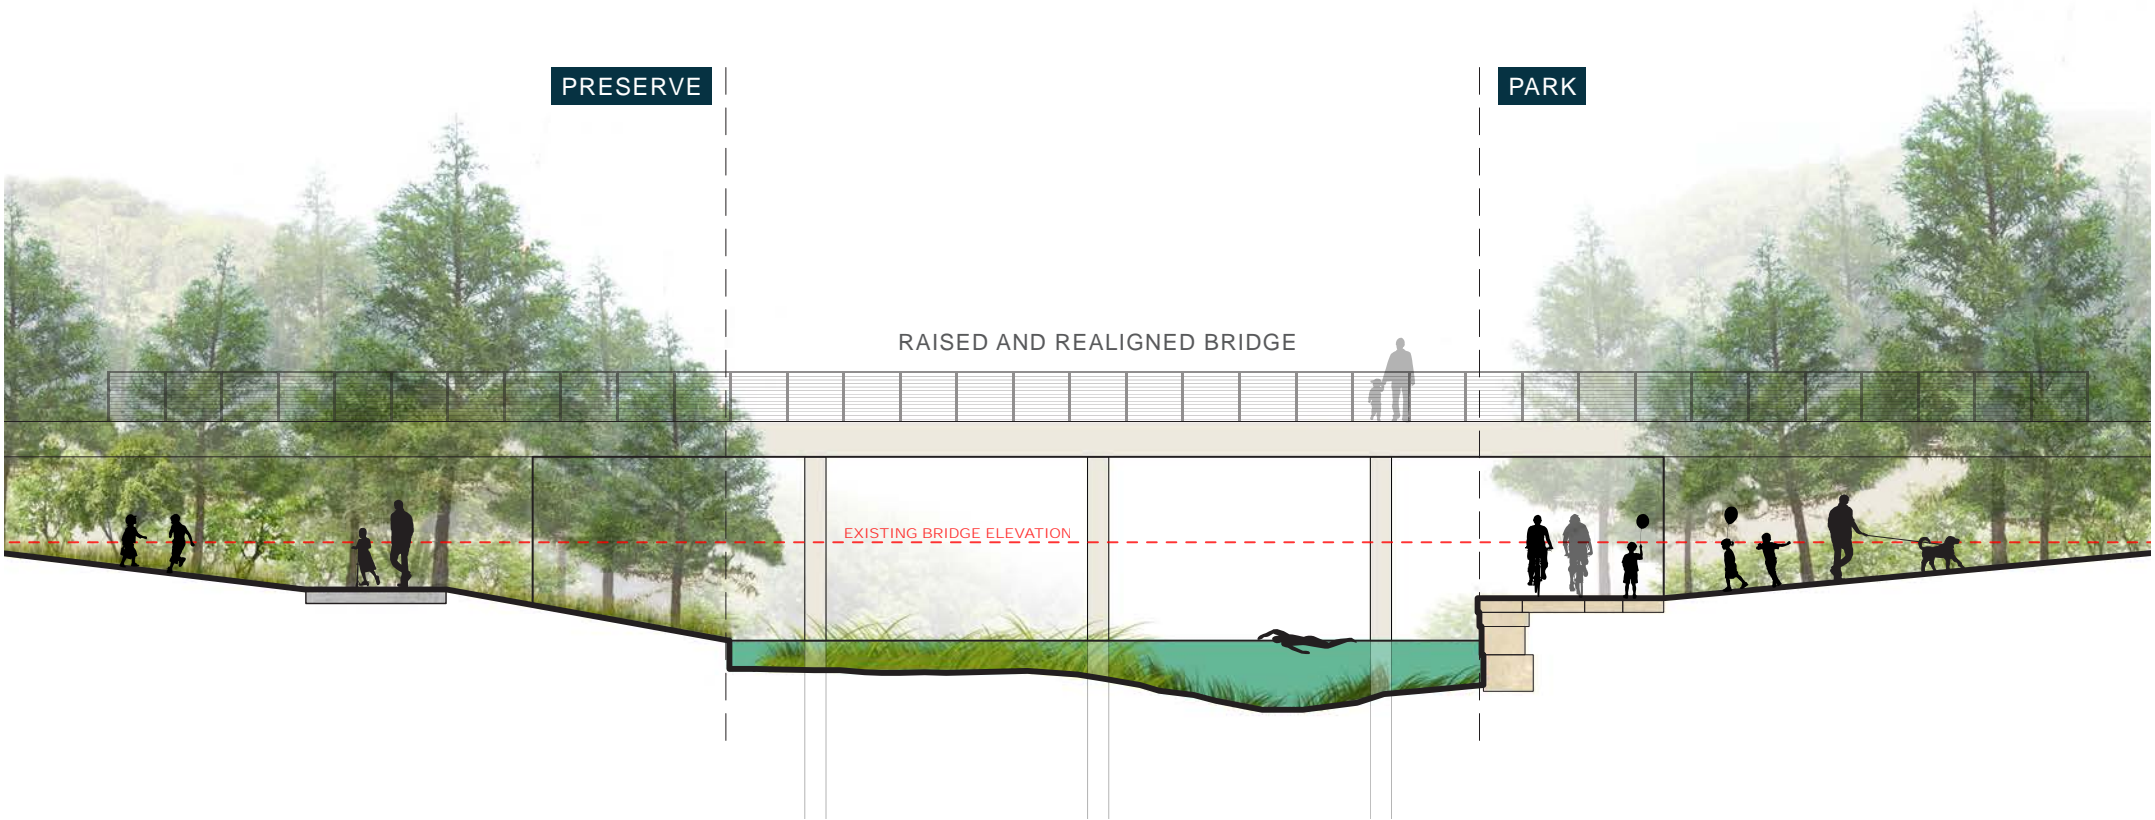 PRESERVE
PARK
RAISED AND REALIGNED BRIDGE
EXISTING BRIDGE ELEVATION